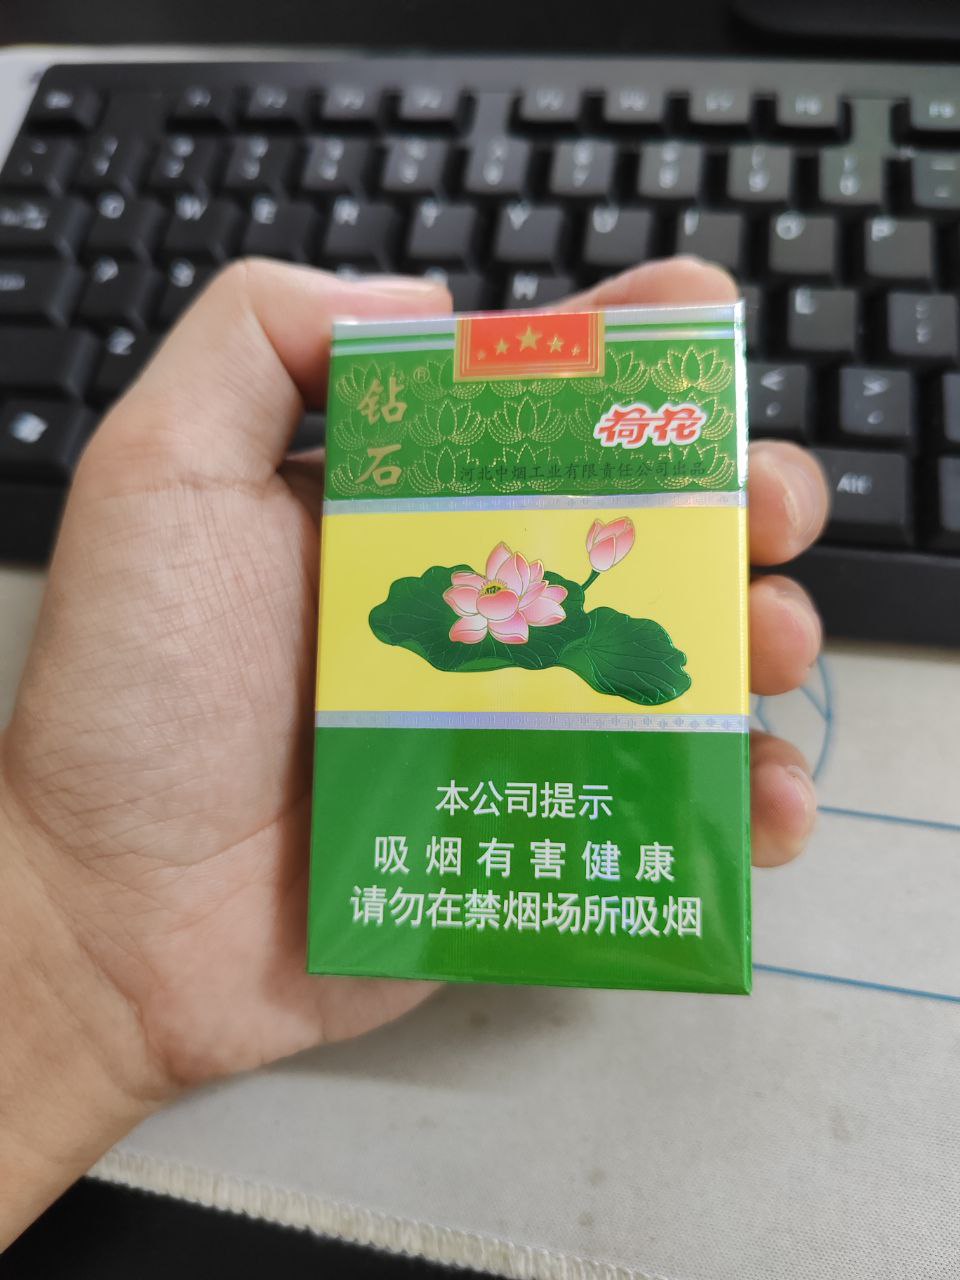 钻石®
荷花
河北中烟工业有限责任公司出品
本公司提示
吸烟有害健康
请勿在禁烟场所吸烟
Alt